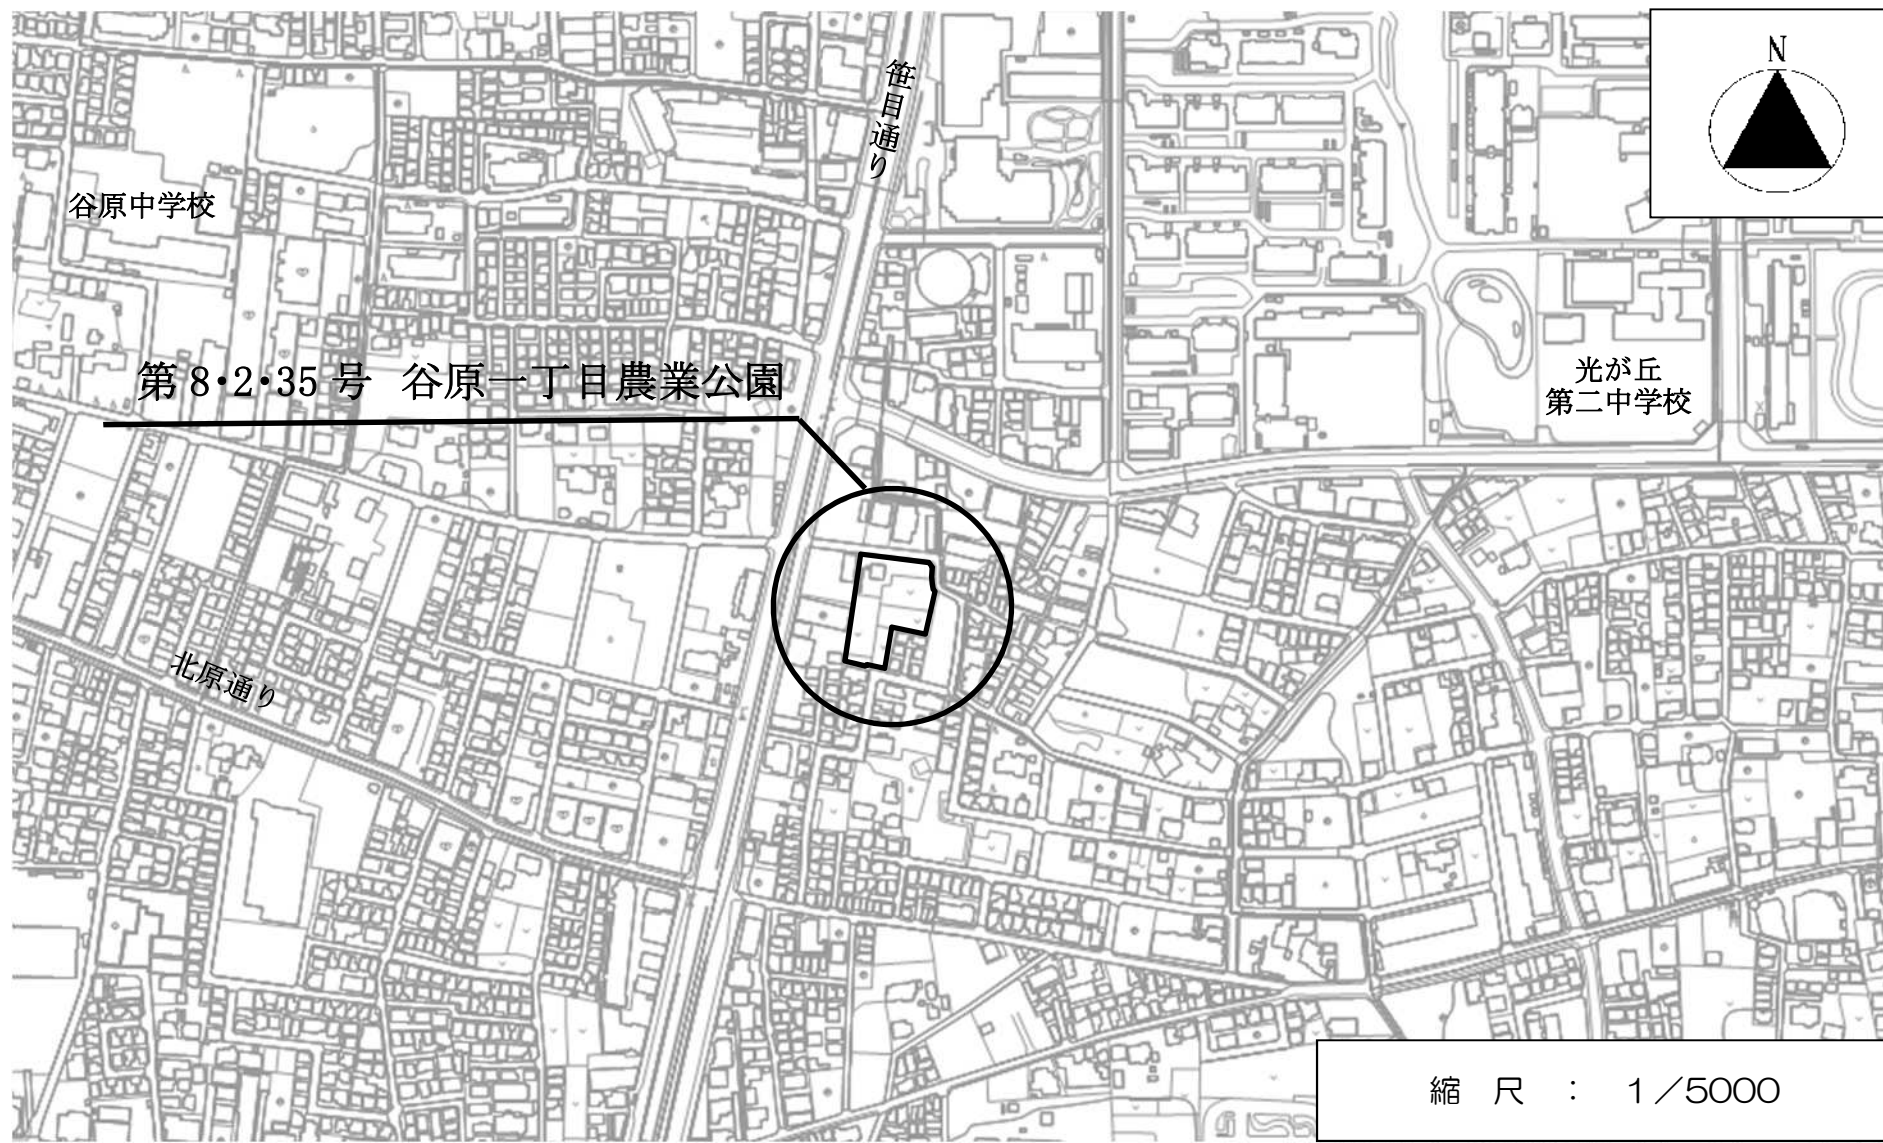 N
笹目通り
谷原中学校
第8・2・35号 谷原一丁目農業公園
光が丘
第二中学校
北原通り
縮 尺 : 1/5000